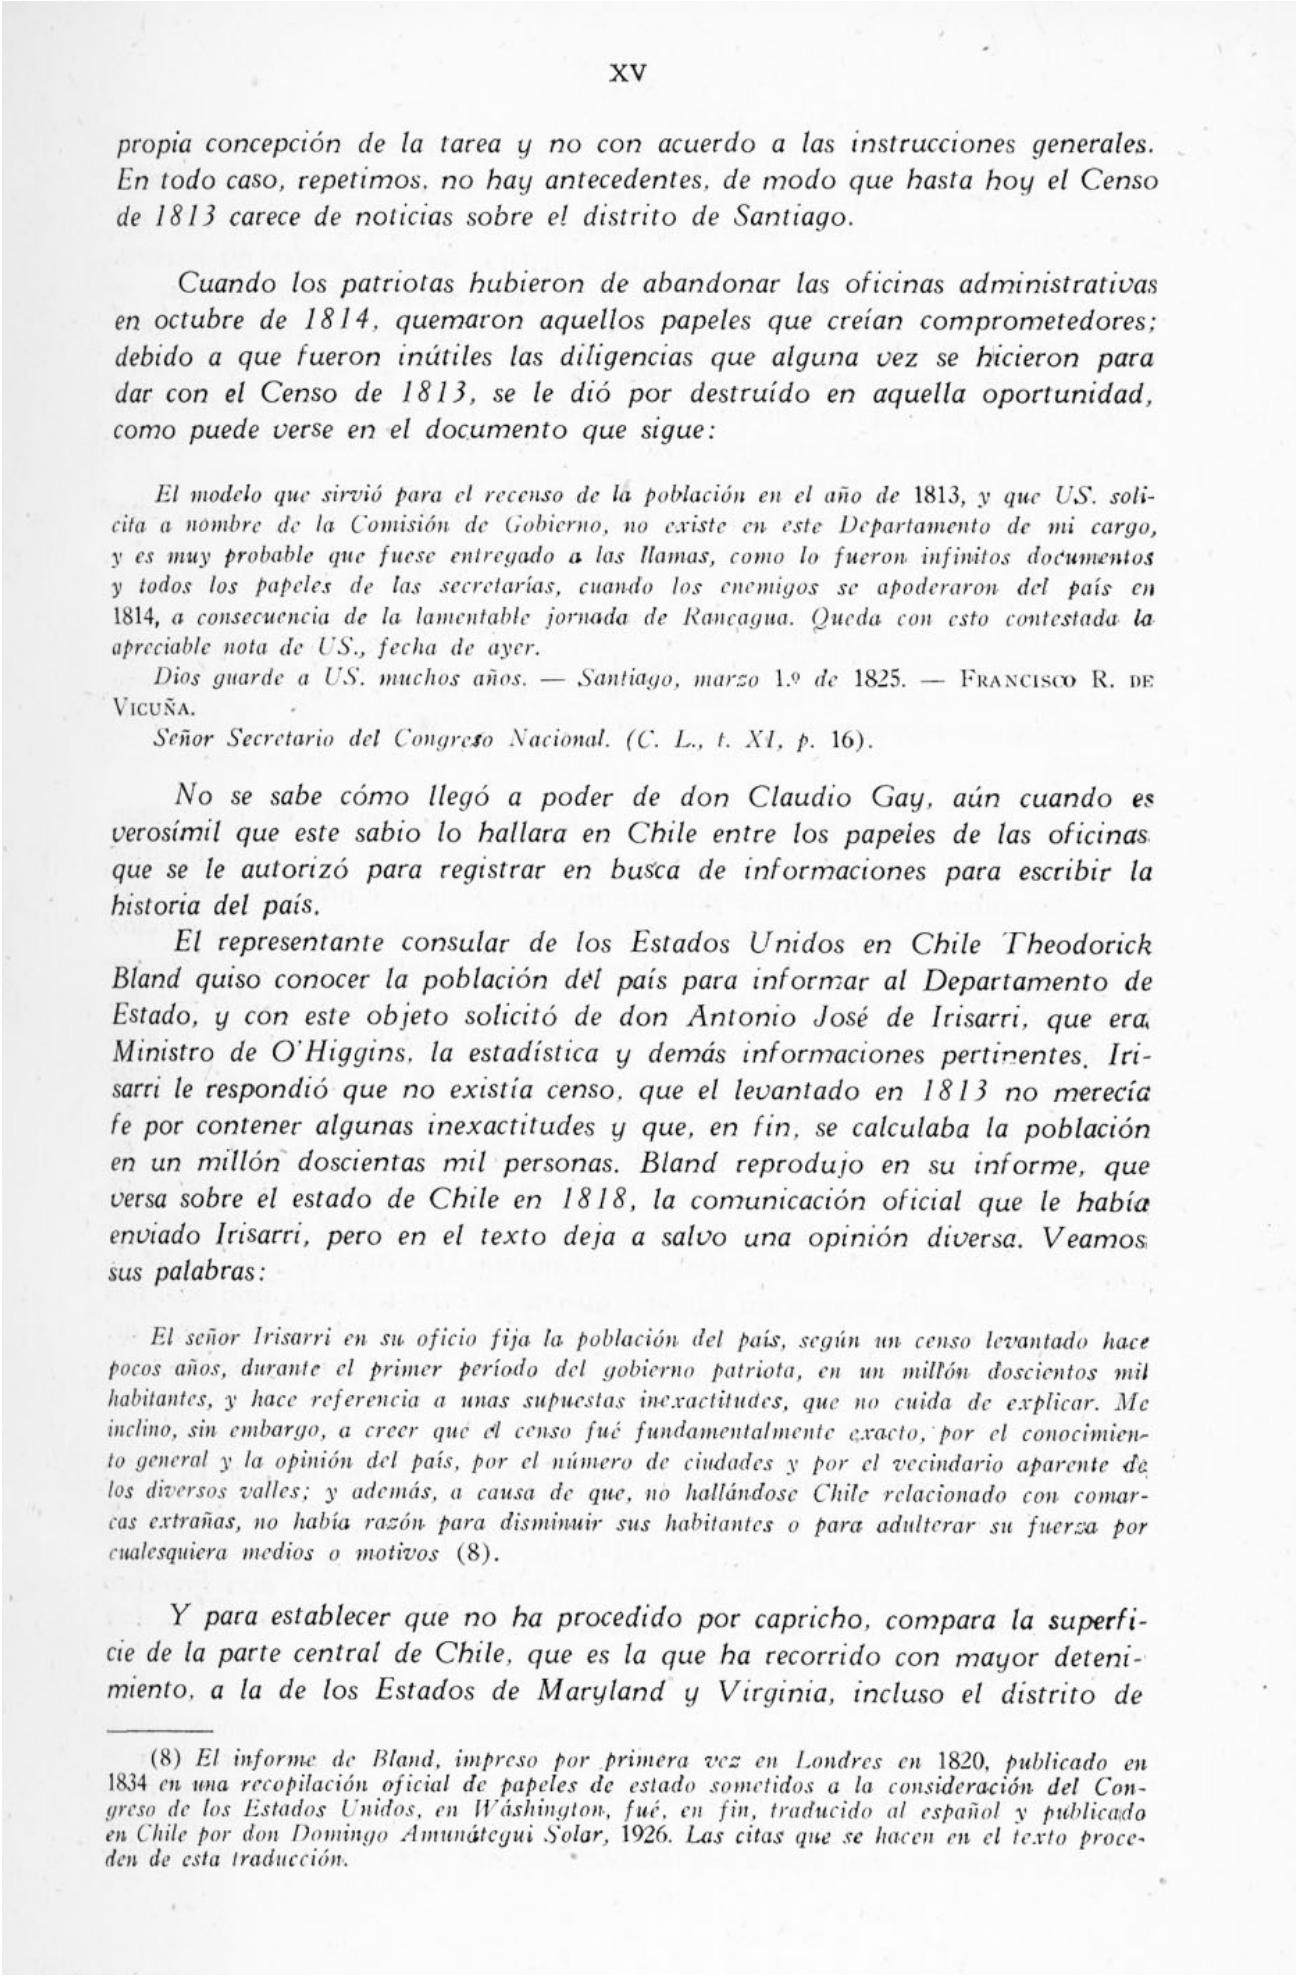 XV
propia concepción de la tarea y no con acuerdo a las instrucciones generales.
En todo caso, repetimos, no hay antecedentes, de modo que hasta hoy el Censo
de 1813 carece de noticias sobre el distrito de Santiago.
Cuando los patriotas hubieron de abandonar las oficinas administrativas
en octubre de 1814, quemaron aquellos papeles que creían comprometedores;
debido a que fueron inútiles las diligencias que alguna vez se hicieron para
dar con el Censo de 1813, se le dió por destruído en aquella oportunidad,
como puede verse en el documento que sigue:
El modelo que sirvió para el recenso de la población en el año de 1813, y que US. soli-
cita a nombre de la Comisión de Gobierno, no existe en este Departamento de mi cargo,
y es muy probable que fuese entregado a las llamas, como lo fueron infinitos documentos
y todos los papeles de las secretarías, cuando los enemigos se apoderaron del país en
1814, a consecuencia de la lamentable jornada de Rancagua. Queda con esto contestada la
apreciable nota de US., fecha de ayer.
Dios guarde a US. muchos años. — Santiago, marzo 1.º de 1825. — FRANCISCO R. DE
VICUÑA.
Señor Secretario del Congreso Nacional. (C. L., t. XI, p. 16).
No se sabe cómo llegó a poder de don Claudio Gay, aún cuando es
verosímil que este sabio lo hallara en Chile entre los papeles de las oficinas
que se le autorizó para registrar en busca de informaciones para escribir la
historia del país.
El representante consular de los Estados Unidos en Chile Theodorick
Bland quiso conocer la población del país para informar al Departamento de
Estado, y con este objeto solicitó de don Antonio José de Irisarri, que era
Ministro de O'Higgins, la estadística y demás informaciones pertinentes. Iri-
sarri le respondió que no existía censo, que el levantado en 1813 no merecía
fe por contener algunas inexactitudes y que, en fin, se calculaba la población
en un millón doscientas mil personas. Bland reprodujo en su informe, que
versa sobre el estado de Chile en 1818, la comunicación oficial que le había
enviado Irisarri, pero en el texto deja a salvo una opinión diversa. Veamos
sus palabras:
El señor Irisarri en su oficio fija la población del país, según un censo levantado hace
pocos años, durante el primer período del gobierno patriota, en un millón doscientos mil
habitantes, y hace referencia a unas supuestas inexactitudes, que no cuida de explicar. Me
inclino, sin embargo, a creer que el censo fué fundamentalmente exacto, por el conocimien-
to general y la opinión del país, por el número de ciudades y por el vecindario aparente de
los diversos valles; y además, a causa de que, no hallándose Chile relacionado con comar-
cas extrañas, no había razón para disminuir sus habitantes o para adulterar su fuerza por
cualesquiera medios o motivos (8).
Y para establecer que no ha procedido por capricho, compara la superfi-
cie de la parte central de Chile, que es la que ha recorrido con mayor deteni-
miento, a la de los Estados de Maryland y Virginia, incluso el distrito de
(8) El informe de Bland, impreso por primera vez en Londres en 1820, publicado en
1834 en una recopilación oficial de papeles de estado sometidos a la consideración del Con-
greso de los Estados Unidos, en Wáshington, fué, en fin, traducido al español y publicado
en Chile por don Domingo Amunátegui Solar, 1926. Las citas que se hacen en el texto proce-
den de esta traducción.